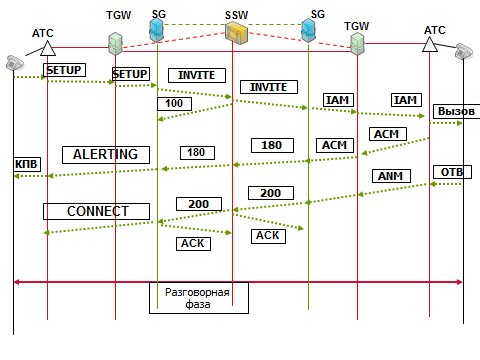 АТС TGW SG SSW SG TGW АТС
SETUP SETUP INVITE INVITE
100 IAM IAM
Вызов
КПВ ALERTING 180 180 ACM ACM
CONNECT 200 200 ANM ОТВ
ACK ACK
Разговорная
фаза